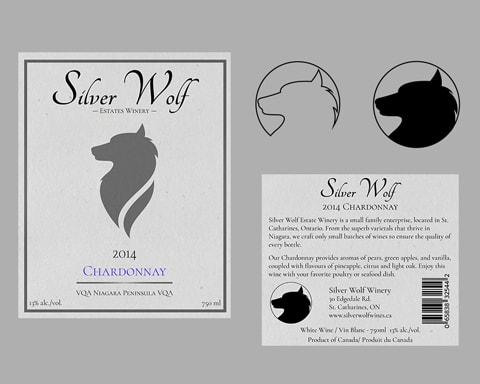 Silver Wolf
— Estates Winery —
2014
Chardonnay
VQA Niagara Peninsula VQA
13% alc./vol.
750 ml
Silver Wolf
2014 Chardonnay
Silver Wolf Estate Winery is a small family enterprise, located in St.
Catharines, Ontario. From the superb varietals that thrive in
Niagara, we craft only small batches of wines to ensure the quality of
every bottle.
Our Chardonnay provides aromas of pears, green apples, and vanilla,
coupled with flavours of pineapple, citrus and light oak. Enjoy this
wine with your favorite poultry or seafood dish.
Silver Wolf Winery
30 Edgedale Rd.
St. Catharines, ON
www.silverwolfwines.ca
White Wine / Vin Blanc - 750ml 13% alc./vol.
Product of Canada/ Produit du Canada